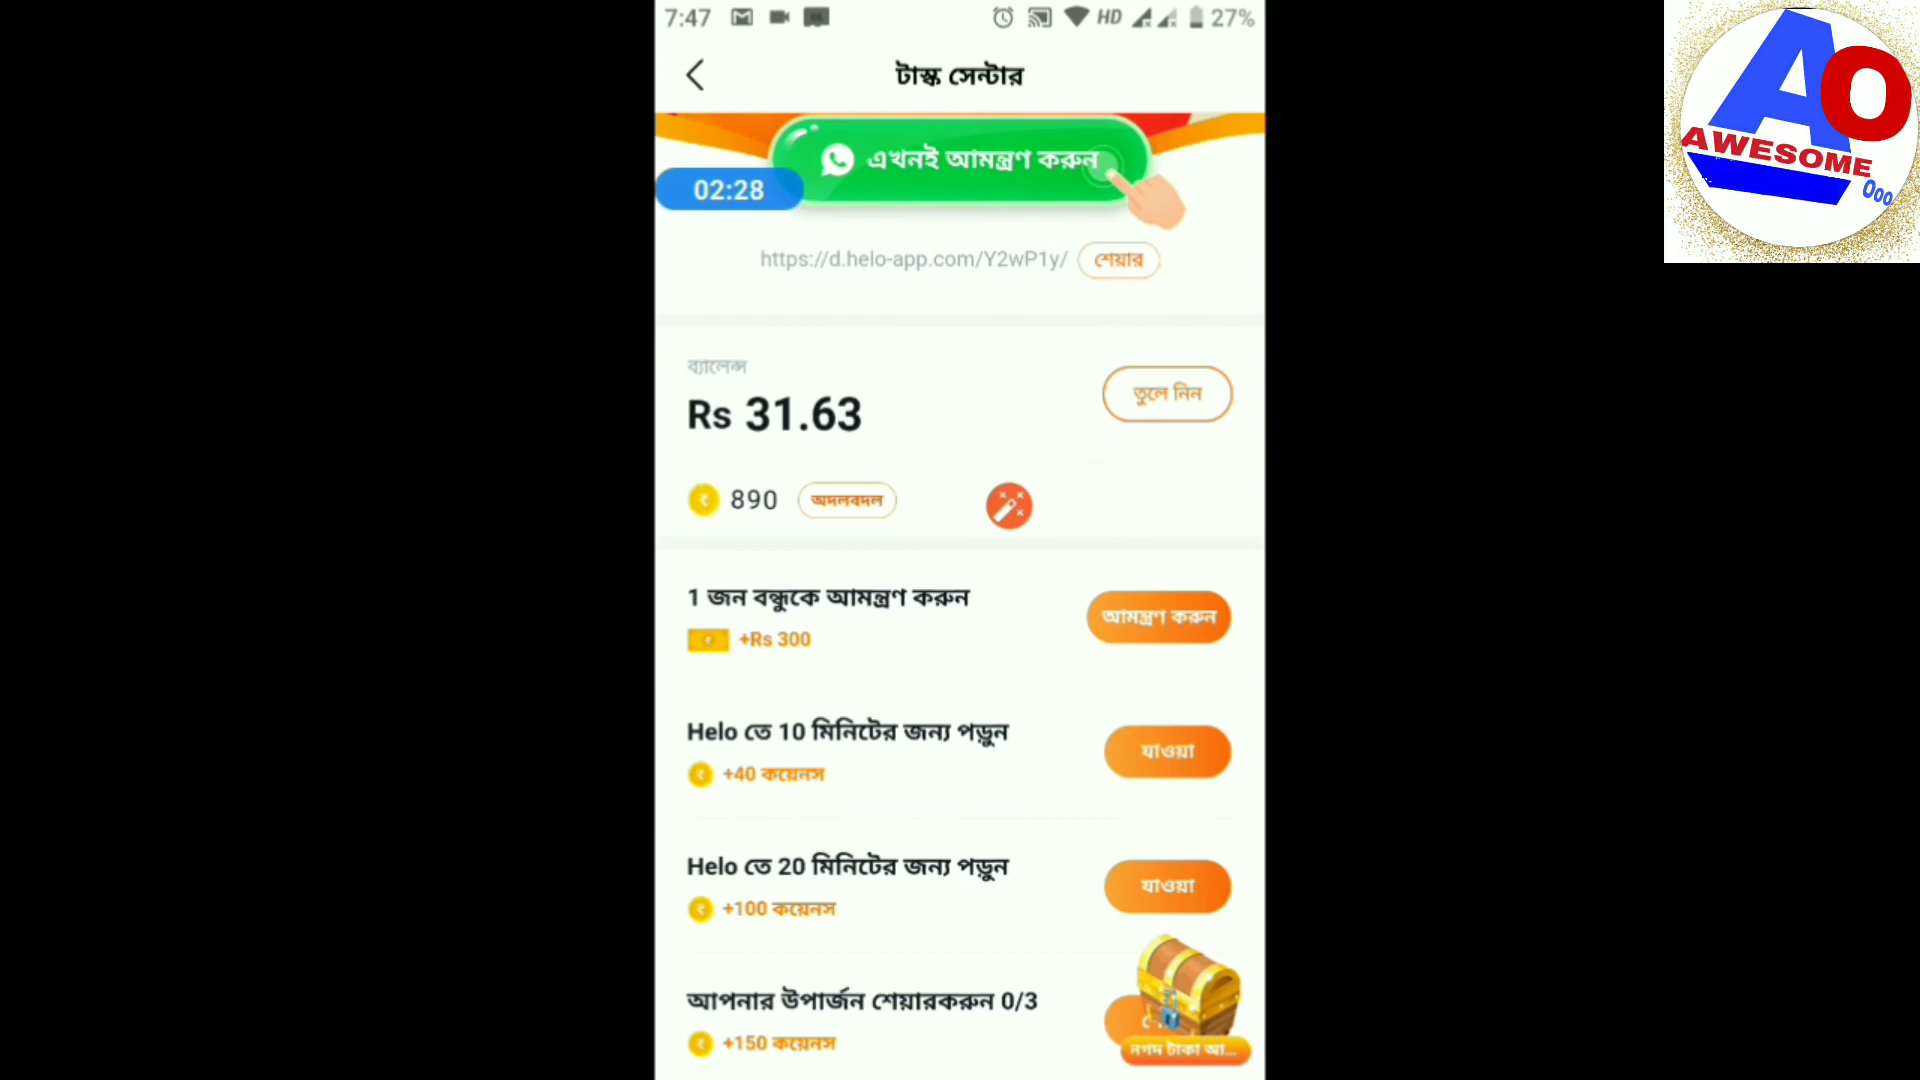 7:47
HD
27%
টাস্ক সেন্টার
এখনই আমন্ত্রণ করুন
02:28
https://d.helo-app.com/Y2wP1y/
শেয়ার
ব্যালেন্স
Rs 31.63
তুলে নিন
890
অদলবদল
1 জন বন্ধুকে আমন্ত্রণ করুন
+Rs 300
আমন্ত্রণ করুন
Helo তে 10 মিনিটের জন্য পড়ুন
+40 কয়েনস
যাওয়া
Helo তে 20 মিনিটের জন্য পড়ুন
+100 কয়েনস
যাওয়া
আপনার উপার্জন শেয়ারকরুন 0/3
+150 কয়েনস
নগদ টাকা আ...
AO
AWESOME
Ooo